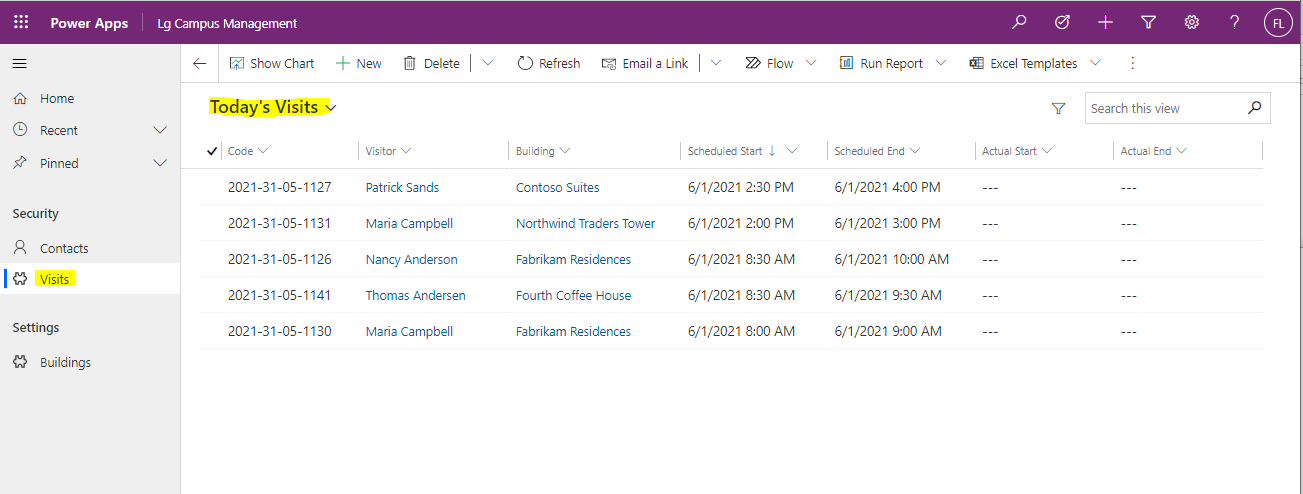 Power Apps Lg Campus Management FL
Show Chart New Delete Refresh Email a Link Flow Run Report Excel Templates
Home
Recent
Pinned
Security
Contacts
Visits
Settings
Buildings
Today's Visits Search this view
Code Visitor Building Scheduled Start Scheduled End Actual Start Actual End
2021-31-05-1127 Patrick Sands Contoso Suites 6/1/2021 2:30 PM 6/1/2021 4:00 PM --- ---
2021-31-05-1131 Maria Campbell Northwind Traders Tower 6/1/2021 2:00 PM 6/1/2021 3:00 PM --- ---
2021-31-05-1126 Nancy Anderson Fabrikam Residences 6/1/2021 8:30 AM 6/1/2021 10:00 AM --- ---
2021-31-05-1141 Thomas Andersen Fourth Coffee House 6/1/2021 8:30 AM 6/1/2021 9:30 AM --- ---
2021-31-05-1130 Maria Campbell Fabrikam Residences 6/1/2021 8:00 AM 6/1/2021 9:00 AM --- ---